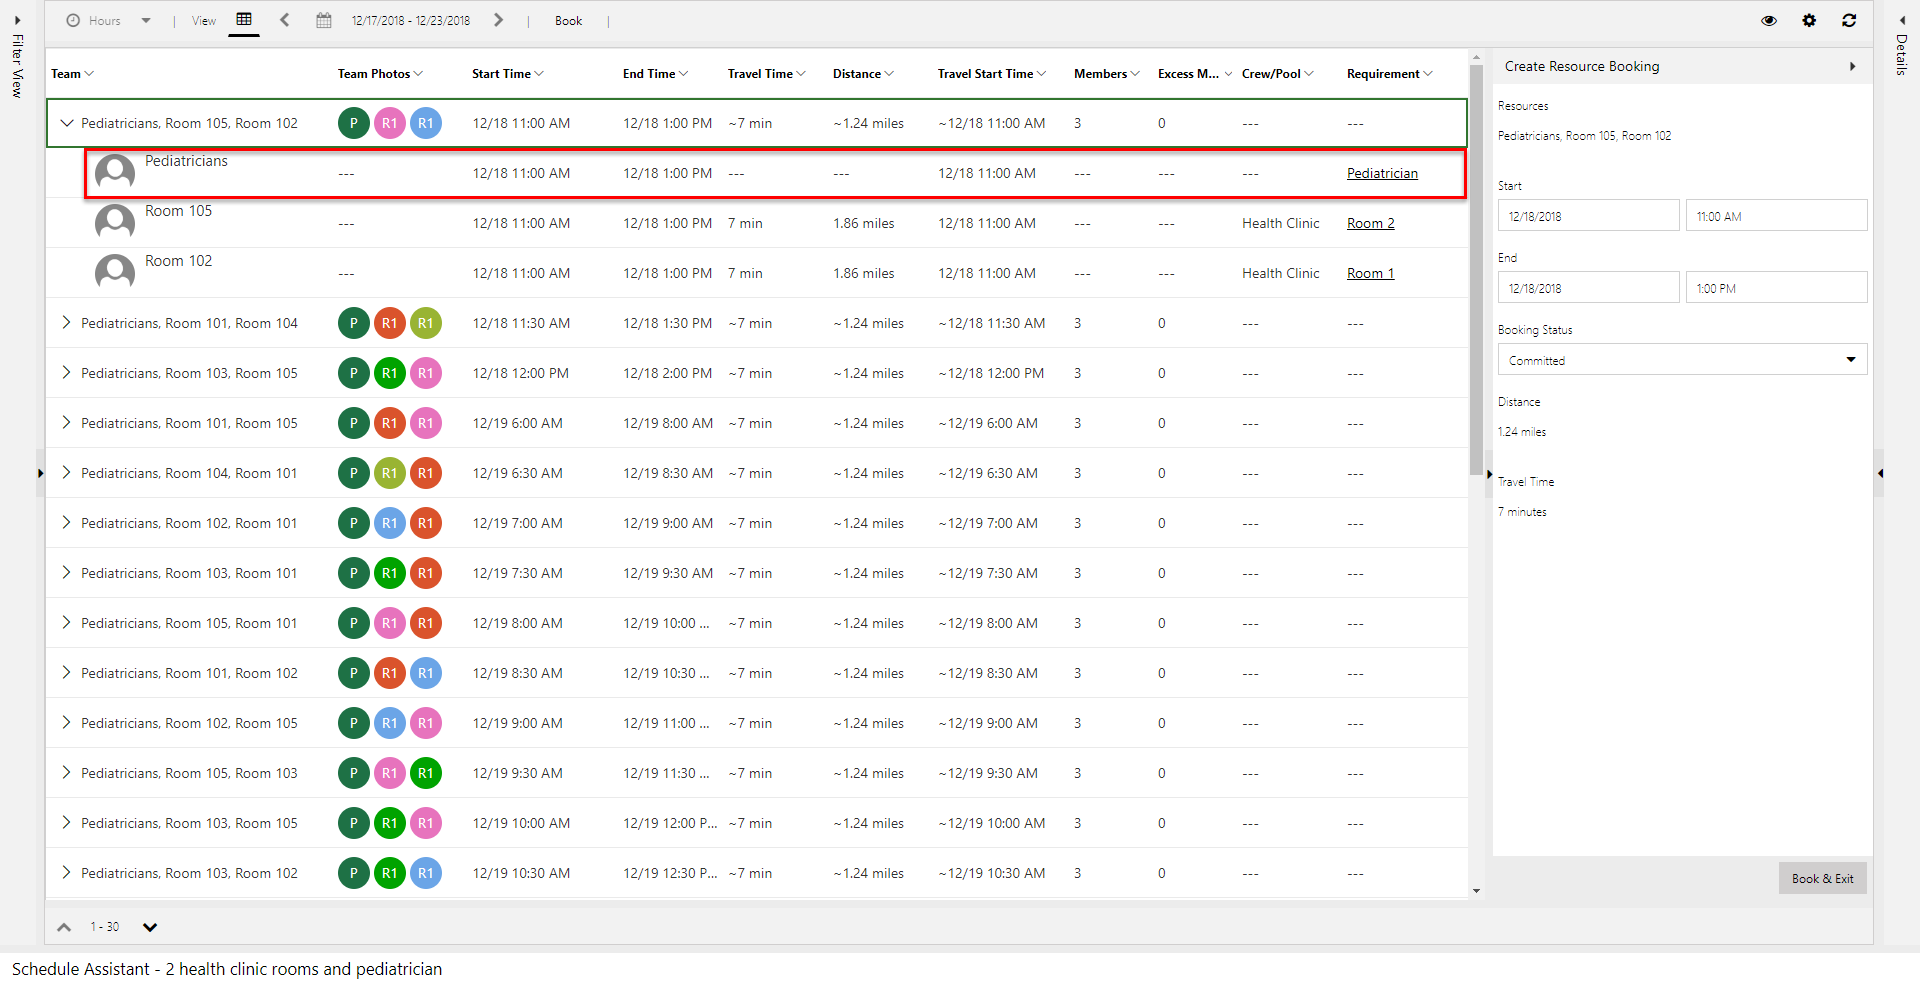 Filter View
Hours | View 12/17/2018 - 12/23/2018 | Book |
Details
Team Team Photos Start Time End Time Travel Time Distance Travel Start Time Members Excess M... Crew/Pool Requirement
Pediatricians, Room 105, Room 102 P R1 R1 12/18 11:00 AM 12/18 1:00 PM ~7 min ~1.24 miles ~12/18 11:00 AM 3 0 --- ---
Pediatricians --- 12/18 11:00 AM 12/18 1:00 PM --- --- 12/18 11:00 AM --- --- --- Pediatrician
Room 105 --- 12/18 11:00 AM 12/18 1:00 PM 7 min 1.86 miles 12/18 11:00 AM --- --- Health Clinic Room 2
Room 102 --- 12/18 11:00 AM 12/18 1:00 PM 7 min 1.86 miles 12/18 11:00 AM --- --- Health Clinic Room 1
Pediatricians, Room 101, Room 104 P R1 R1 12/18 11:30 AM 12/18 1:30 PM ~7 min ~1.24 miles ~12/18 11:30 AM 3 0 --- ---
Pediatricians, Room 103, Room 105 P R1 R1 12/18 12:00 PM 12/18 2:00 PM ~7 min ~1.24 miles ~12/18 12:00 PM 3 0 --- ---
Pediatricians, Room 101, Room 105 P R1 R1 12/19 6:00 AM 12/19 8:00 AM ~7 min ~1.24 miles ~12/19 6:00 AM 3 0 --- ---
Pediatricians, Room 104, Room 101 P R1 R1 12/19 6:30 AM 12/19 8:30 AM ~7 min ~1.24 miles ~12/19 6:30 AM 3 0 --- ---
Pediatricians, Room 102, Room 101 P R1 R1 12/19 7:00 AM 12/19 9:00 AM ~7 min ~1.24 miles ~12/19 7:00 AM 3 0 --- ---
Pediatricians, Room 103, Room 101 P R1 R1 12/19 7:30 AM 12/19 9:30 AM ~7 min ~1.24 miles ~12/19 7:30 AM 3 0 --- ---
Pediatricians, Room 105, Room 101 P R1 R1 12/19 8:00 AM 12/19 10:00 ... ~7 min ~1.24 miles ~12/19 8:00 AM 3 0 --- ---
Pediatricians, Room 101, Room 102 P R1 R1 12/19 8:30 AM 12/19 10:30 ... ~7 min ~1.24 miles ~12/19 8:30 AM 3 0 --- ---
Pediatricians, Room 102, Room 105 P R1 R1 12/19 9:00 AM 12/19 11:00 ... ~7 min ~1.24 miles ~12/19 9:00 AM 3 0 --- ---
Pediatricians, Room 105, Room 103 P R1 R1 12/19 9:30 AM 12/19 11:30 ... ~7 min ~1.24 miles ~12/19 9:30 AM 3 0 --- ---
Pediatricians, Room 103, Room 105 P R1 R1 12/19 10:00 AM 12/19 12:00 P... ~7 min ~1.24 miles ~12/19 10:00 AM 3 0 --- ---
Pediatricians, Room 103, Room 102 P R1 R1 12/19 10:30 AM 12/19 12:30 P... ~7 min ~1.24 miles ~12/19 10:30 AM 3 0 --- ---
1 - 30
Create Resource Booking
Resources
Pediatricians, Room 105, Room 102
Start
12/18/2018 11:00 AM
End
12/18/2018 1:00 PM
Booking Status
Committed
Distance
1.24 miles
Travel Time
7 minutes
Book & Exit
Schedule Assistant - 2 health clinic rooms and pediatrician